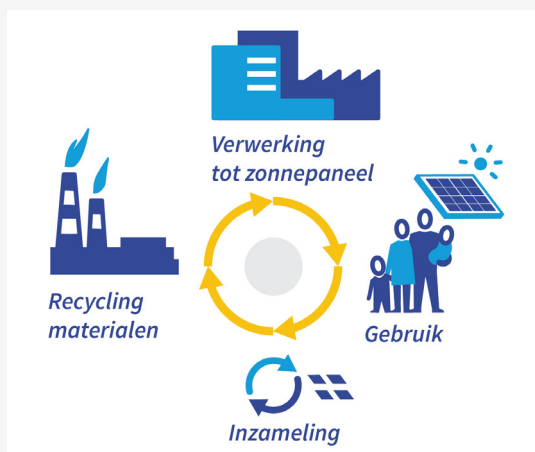 Verwerking
tot zonnepaneel
Recycling
materialen
Gebruik
Inzameling